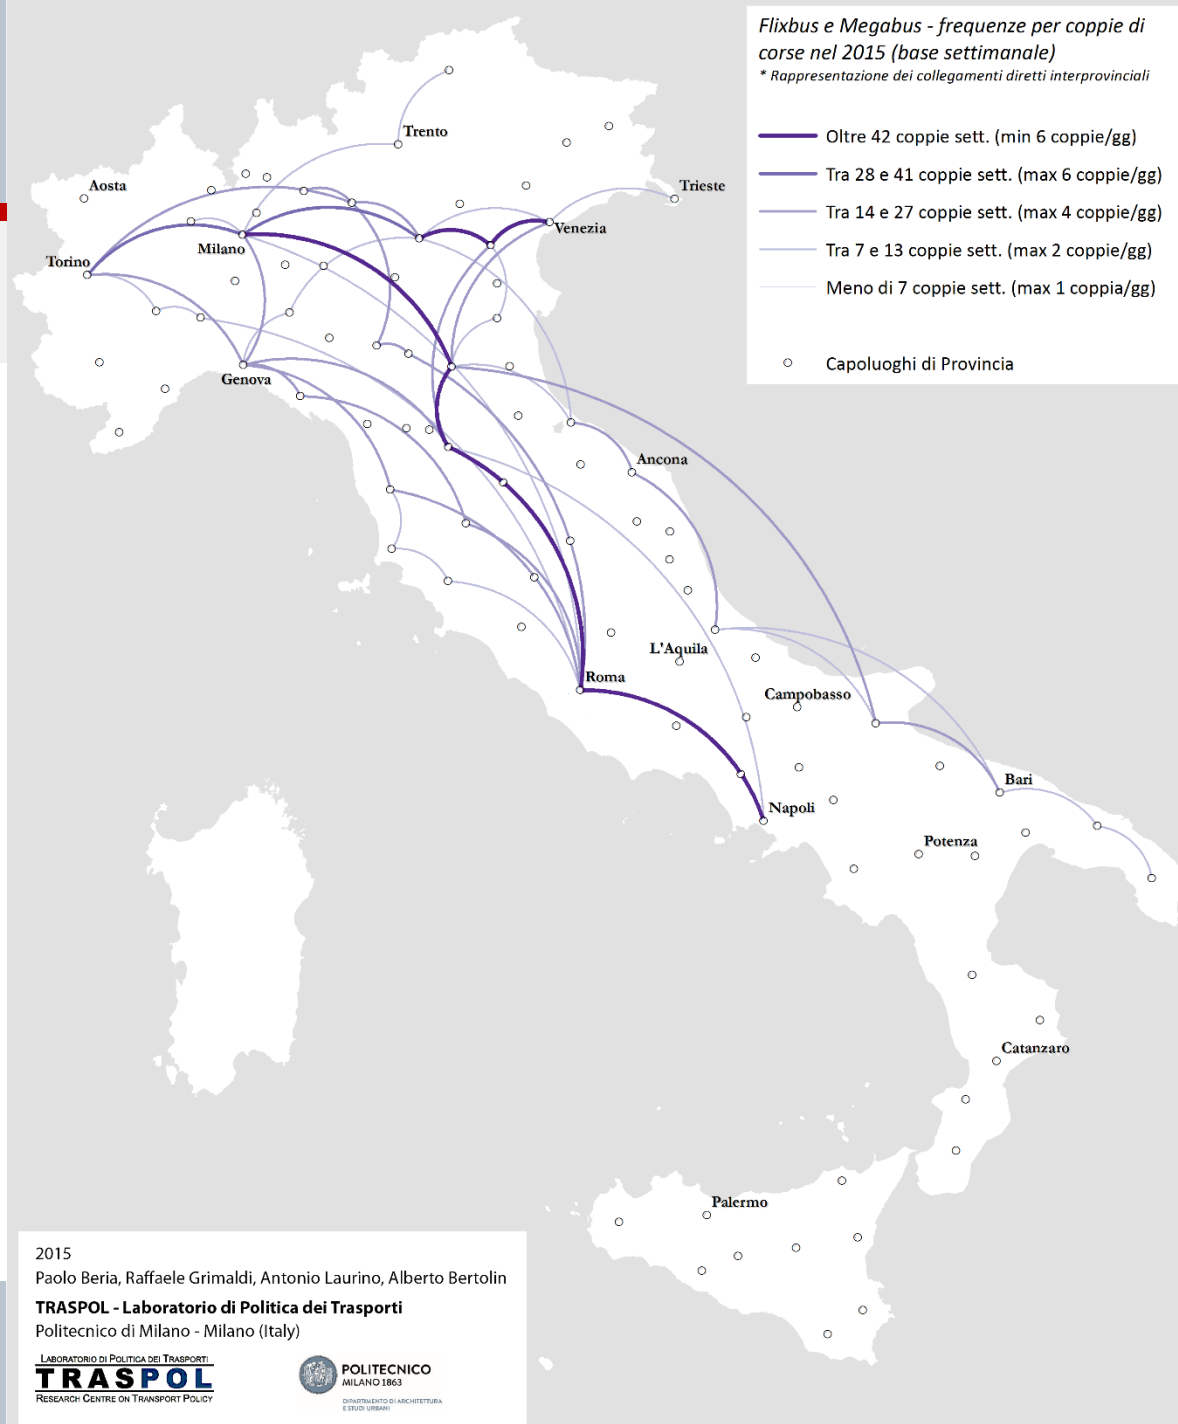 Flixbus e Megabus - frequenze per coppie di
corse nel 2015 (base settimanale)
* Rappresentazione dei collegamenti diretti interprovinciali
Oltre 42 coppie sett. (min 6 coppie/gg)
Tra 28 e 41 coppie sett. (max 6 coppie/gg)
Tra 14 e 27 coppie sett. (max 4 coppie/gg)
Tra 7 e 13 coppie sett. (max 2 coppie/gg)
Meno di 7 coppie sett. (max 1 coppia/gg)
Capoluoghi di Provincia
Trento
Aosta
Trieste
Venezia
Milano
Torino
Genova
Ancona
L'Aquila
Roma
Campobasso
Bari
Napoli
Potenza
Catanzaro
Palermo
2015
Paolo Beria, Raffaele Grimaldi, Antonio Laurino, Alberto Bertolin
TRASPOL - Laboratorio di Politica dei Trasporti
Politecnico di Milano - Milano (Italy)
LABORATORIO DI POLITICA DEI TRASPORTI
TRASPOL
RESEARCH CENTRE ON TRANSPORT POLICY
POLITECNICO
MILANO 1863
DIPARTIMENTO DI ARCHITETTURA
E STUDI URBANI